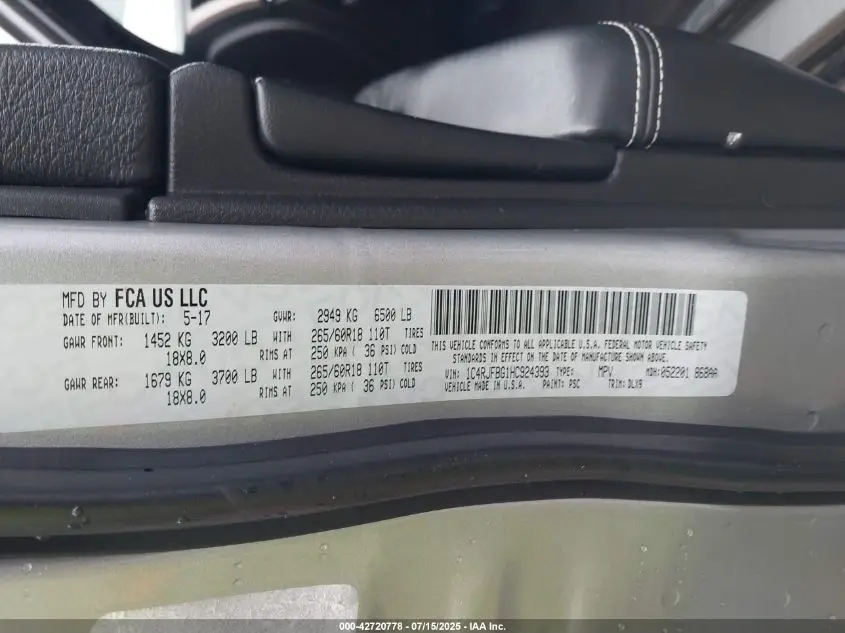 MFD BY FCA US LLC
DATE OF MFR(BUILT): 5-17 GVWR: 2949 KG 6500 LB
GAWR FRONT: 1452 KG 3200 LB WITH 265/60R18 110T TIRES
18X8.0 RIMS AT 250 KPA ( 36 PSI) COLD
GAWR REAR: 1679 KG 3700 LB WITH 265/60R18 110T TIRES
18X8.0 RIMS AT 250 KPA ( 36 PSI) COLD
THIS VEHICLE CONFORMS TO ALL APPLICABLE U.S.A. FEDERAL MOTOR VEHICLE SAFETY
STANDARDS IN EFFECT ON THE DATE OF MANUFACTURE SHOWN ABOVE.
VIN: 1C4RJFBG1HC924393 TYPE: MPV MDH: 052201 868AA
VEHICLE MADE IN U.S.A. PAINT: PSC TRIM: DLX9
000-42720778 - 07/15/2025 - IAA Inc.